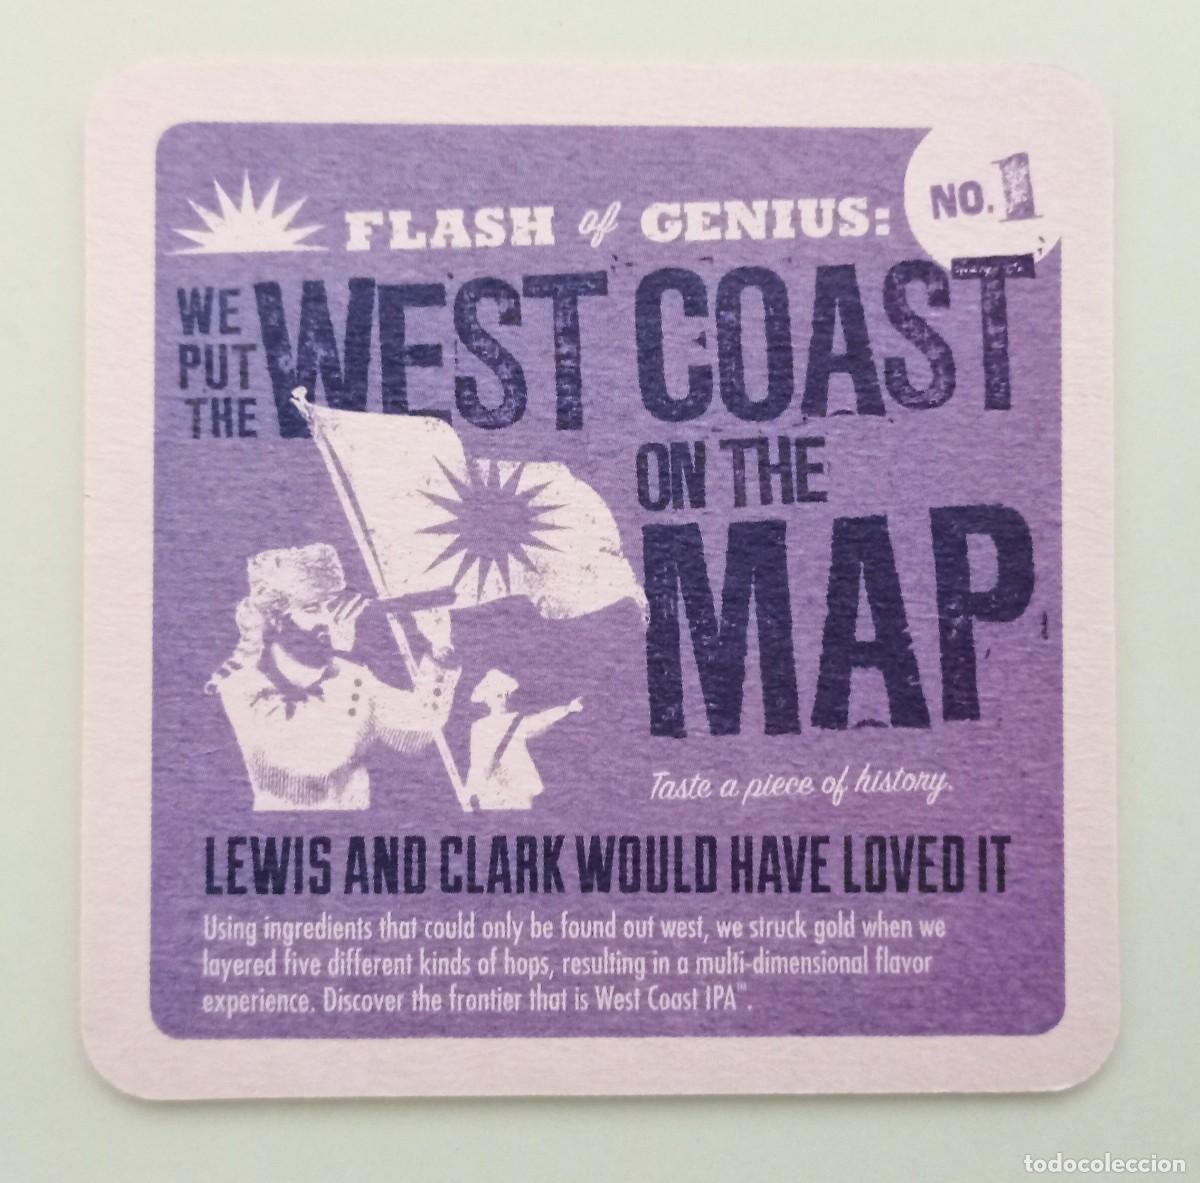 NO. 1
FLASH of GENIUS:
WE PUT THE WEST COAST
ON THE
MAP
Taste a piece of history.
LEWIS AND CLARK WOULD HAVE LOVED IT
Using ingredients that could only be found out west, we struck gold when we
layered five different kinds of hops, resulting in a multi-dimensional flavor
experience. Discover the frontier that is West Coast IPA™.
todocoleccion